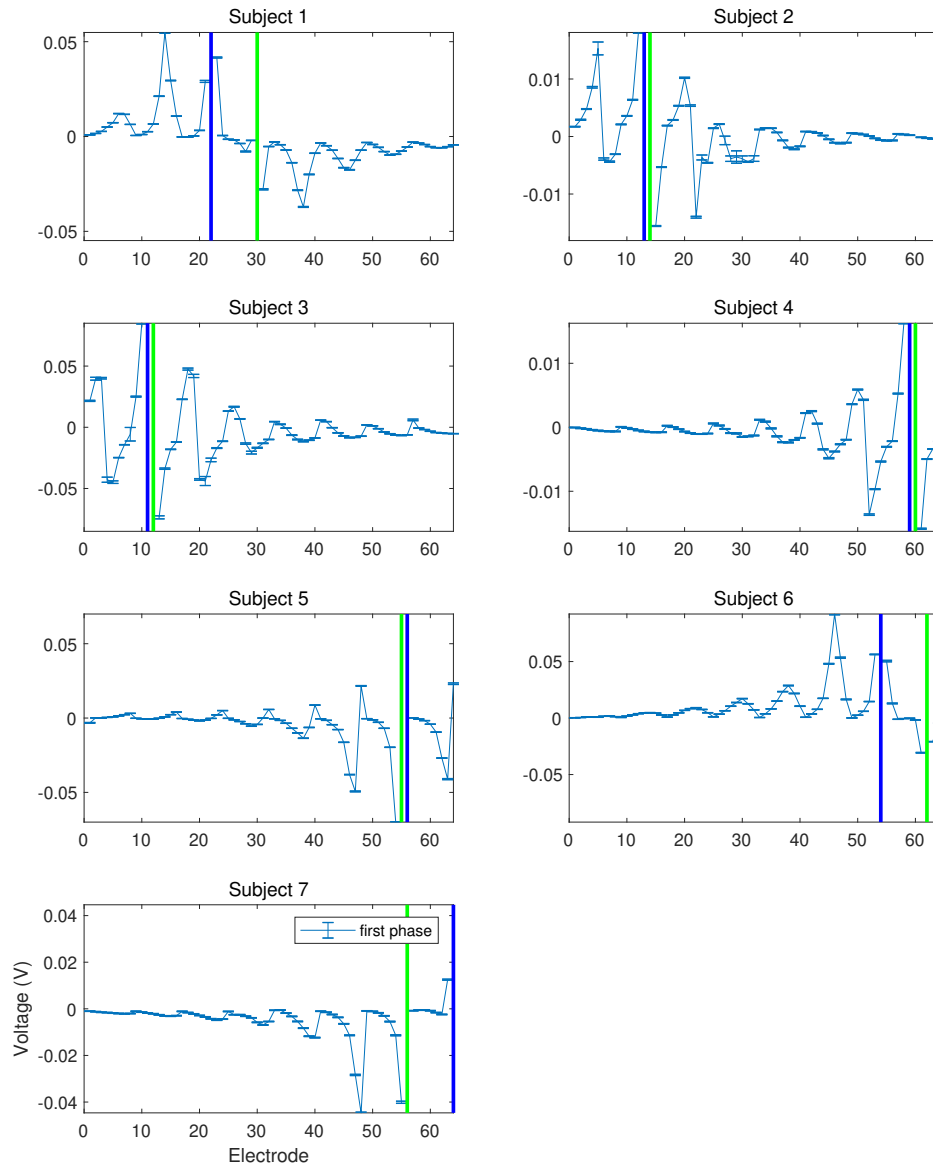 Subject 1
0.05
0
-0.05
0 10 20 30 40 50 60
Subject 2
0.01
0
-0.01
0 10 20 30 40 50 60
Subject 3
0.05
0
-0.05
0 10 20 30 40 50 60
Subject 4
0.01
0
-0.01
0 10 20 30 40 50 60
Subject 5
0.05
0
-0.05
0 10 20 30 40 50 60
Subject 6
0.05
0
-0.05
0 10 20 30 40 50 60
Subject 7
first phase
0.04
0.02
0
-0.02
-0.04
Voltage (V)
0 10 20 30 40 50 60
Electrode